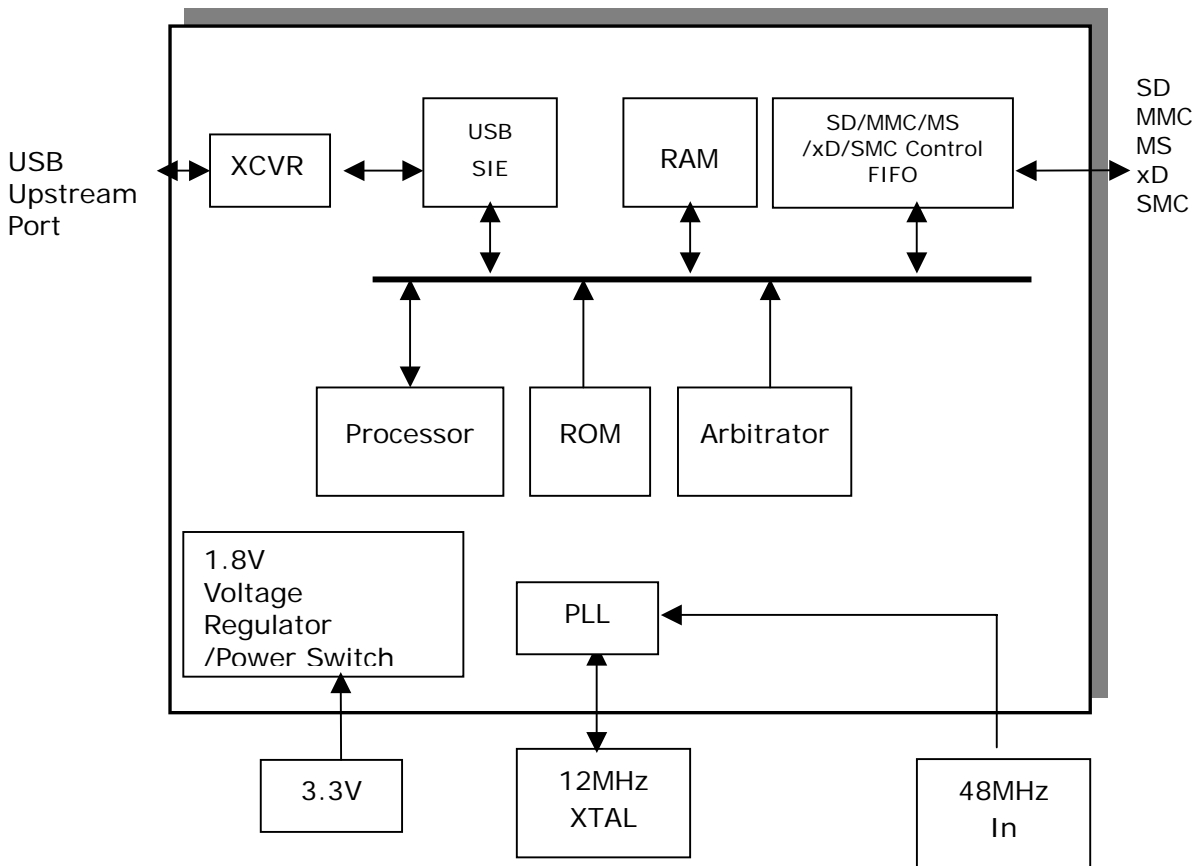 USB
Upstream
Port
XCVR
USB
SIE
RAM
SD/MMC/MS
/xD/SMC Control
FIFO
SD
MMC
MS
xD
SMC
Processor
ROM
Arbitrator
1.8V
Voltage
Regulator
/Power Switch
PLL
3.3V
12MHz
XTAL
48MHz
In